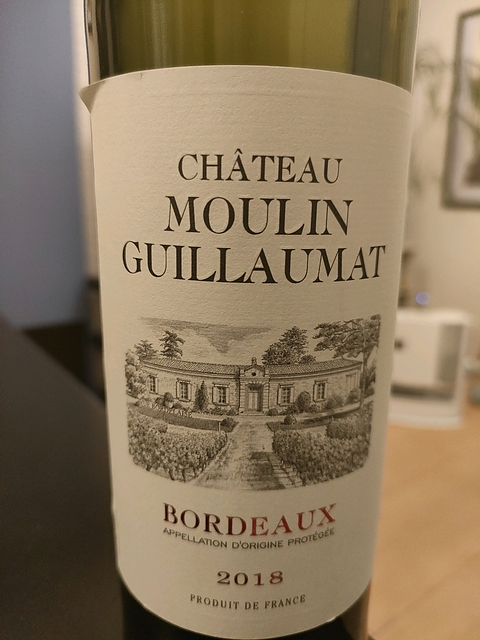 CHÂTEAU
MOULIN
GUILLAUMAT
BORDEAUX
APPELLATION D'ORIGINE PROTÉGÉE
2018
PRODUIT DE FRANCE